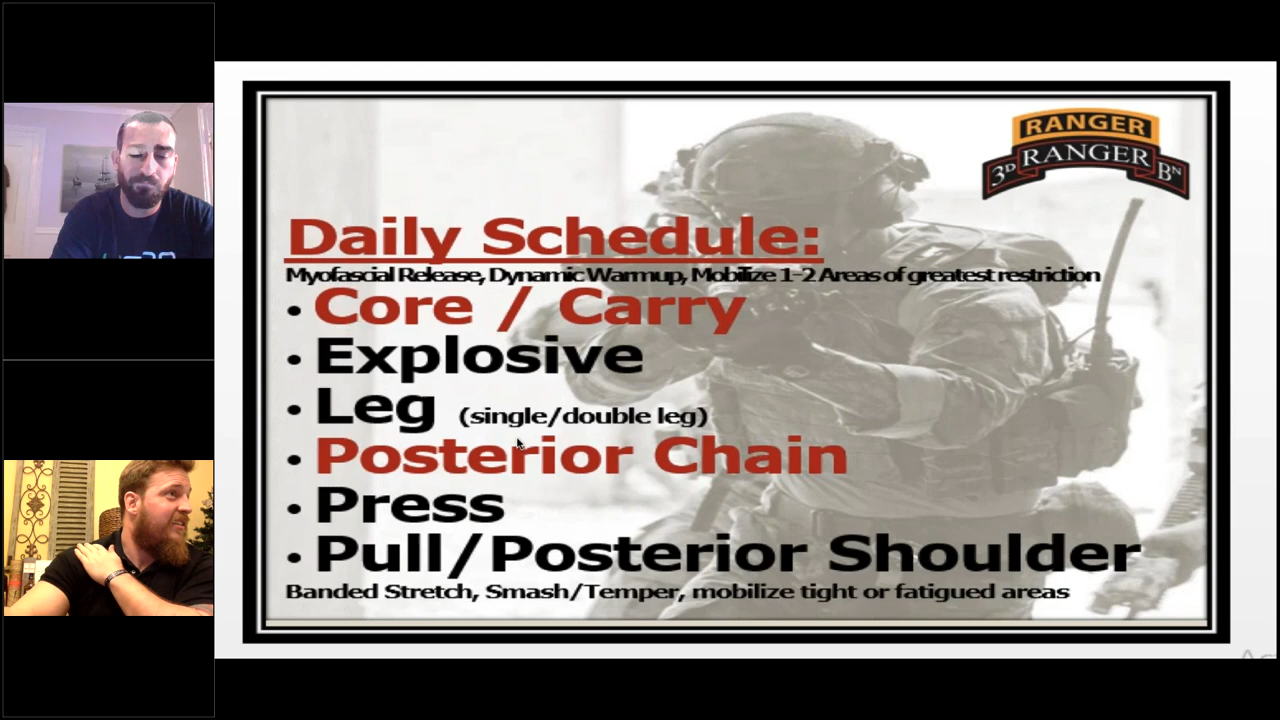 RANGER
3D RANGER BN
Daily Schedule:
Myofascial Release, Dynamic Warmup, Mobilize 1-2 Areas of greatest restriction
• Core / Carry
• Explosive
• Leg (single/double leg)
• Posterior Chain
• Press
• Pull/Posterior Shoulder
Banded Stretch, Smash/Temper, mobilize tight or fatigued areas